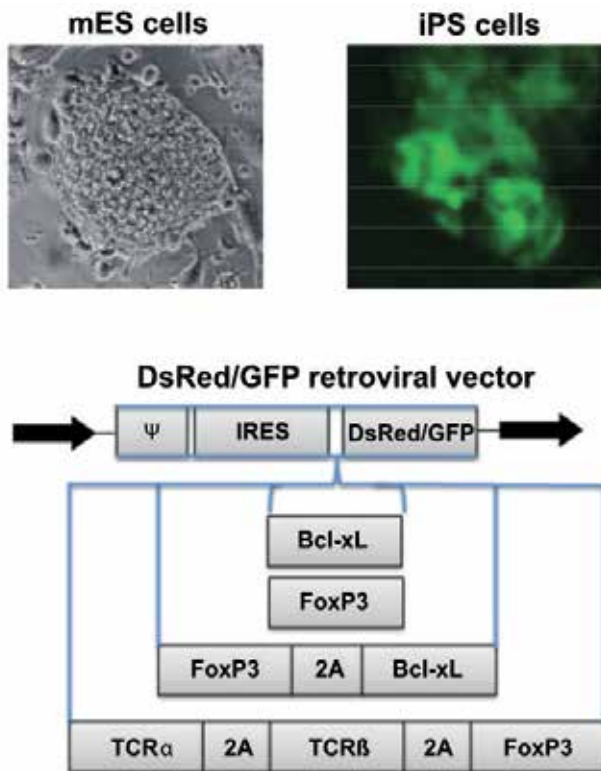 mES cells
iPS cells
DsRed/GFP retroviral vector
Ψ IRES DsRed/GFP
Bcl-xL
FoxP3
FoxP3 2A Bcl-xL
TCRα 2A TCRß 2A FoxP3